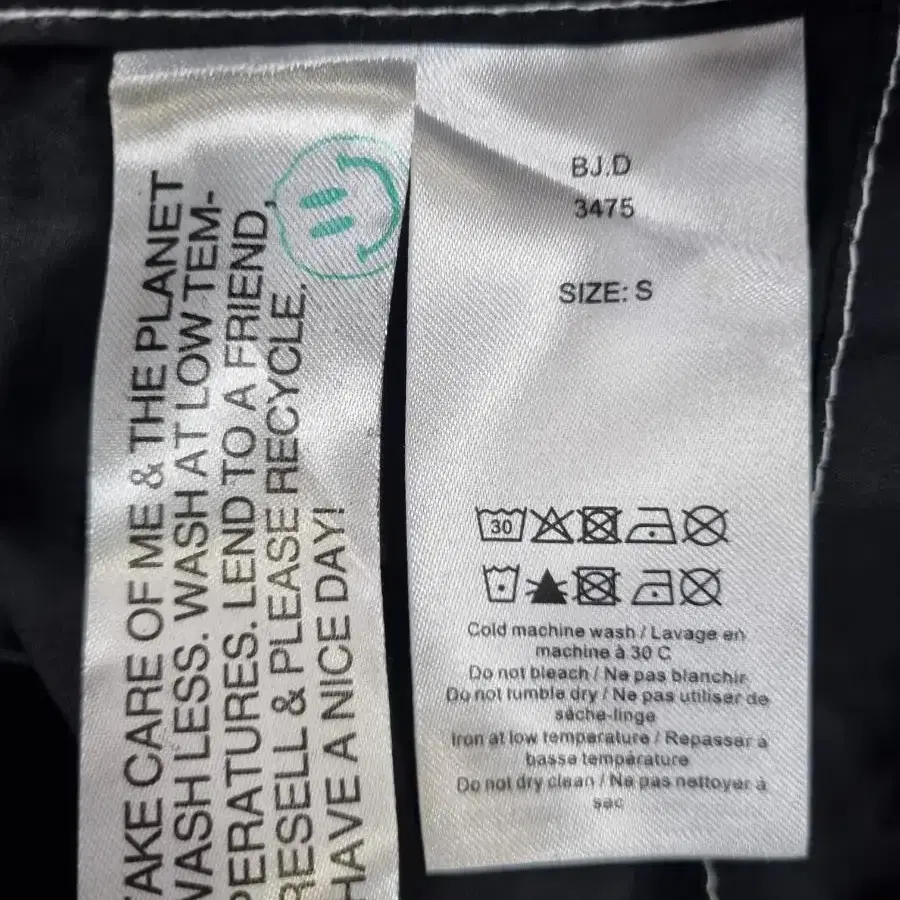 TAKE CARE OF ME & THE PLANET
WASH LESS. WASH AT LOW TEM-
PERATURES. LEND TO A FRIEND,
RESELL & PLEASE RECYCLE.
HAVE A NICE DAY!
BJ.D
3475
SIZE: S
30
Cold machine wash / Lavage en
machine à 30 C
Do not bleach / Ne pas blanchir
Do not tumble dry / Ne pas utiliser de
sèche-linge
Iron at low temperature / Repasser à
basse température
Do not dry clean / Ne pas nettoyer à
sec